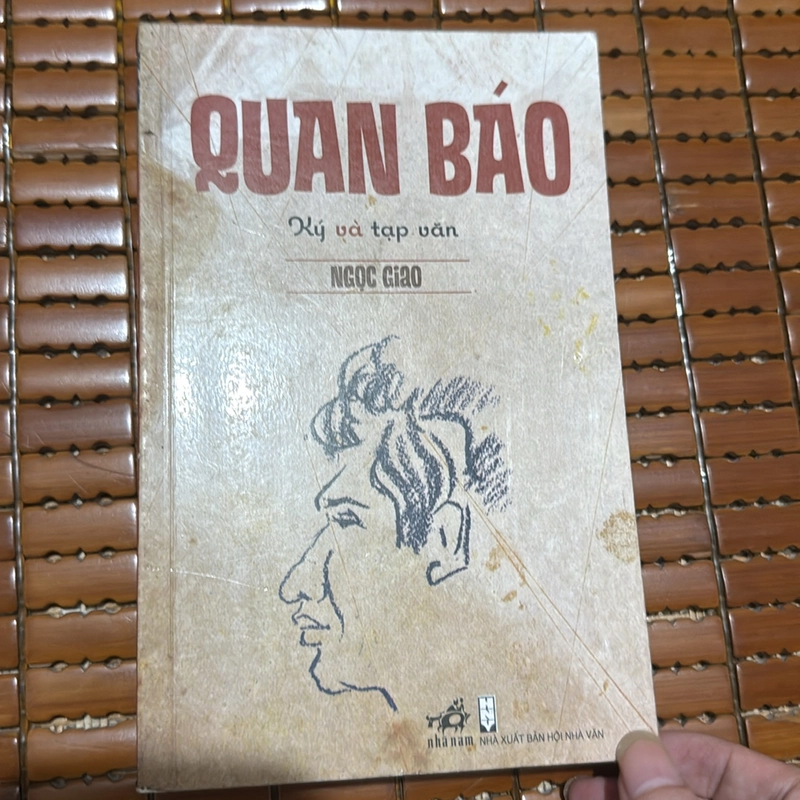 QUAN BÁO
Ký và tạp văn
NGỌC GIAO
nhã nam
NHÀ XUẤT BẢN HỘI NHÀ VĂN